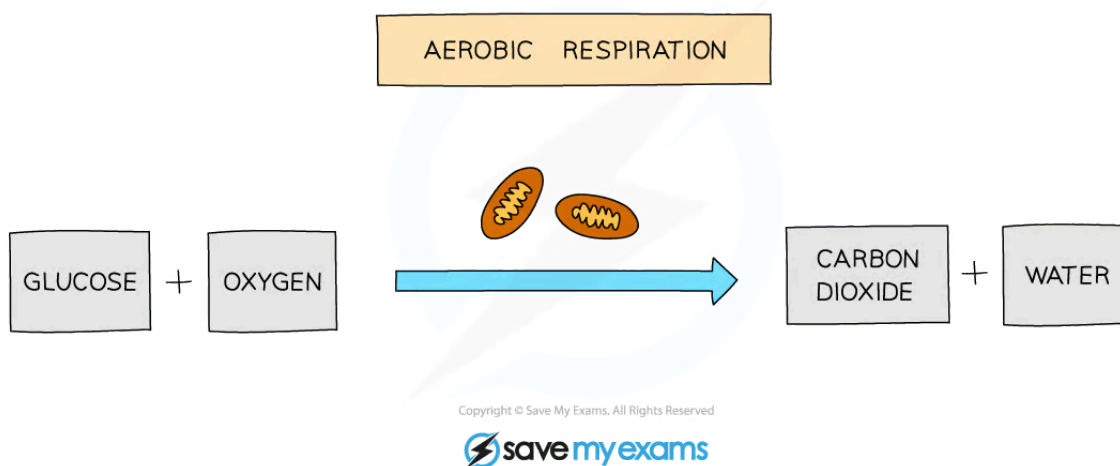 AEROBIC RESPIRATION
GLUCOSE + OXYGEN
CARBON
DIOXIDE + WATER
Copyright © Save My Exams. All Rights Reserved
save my exams